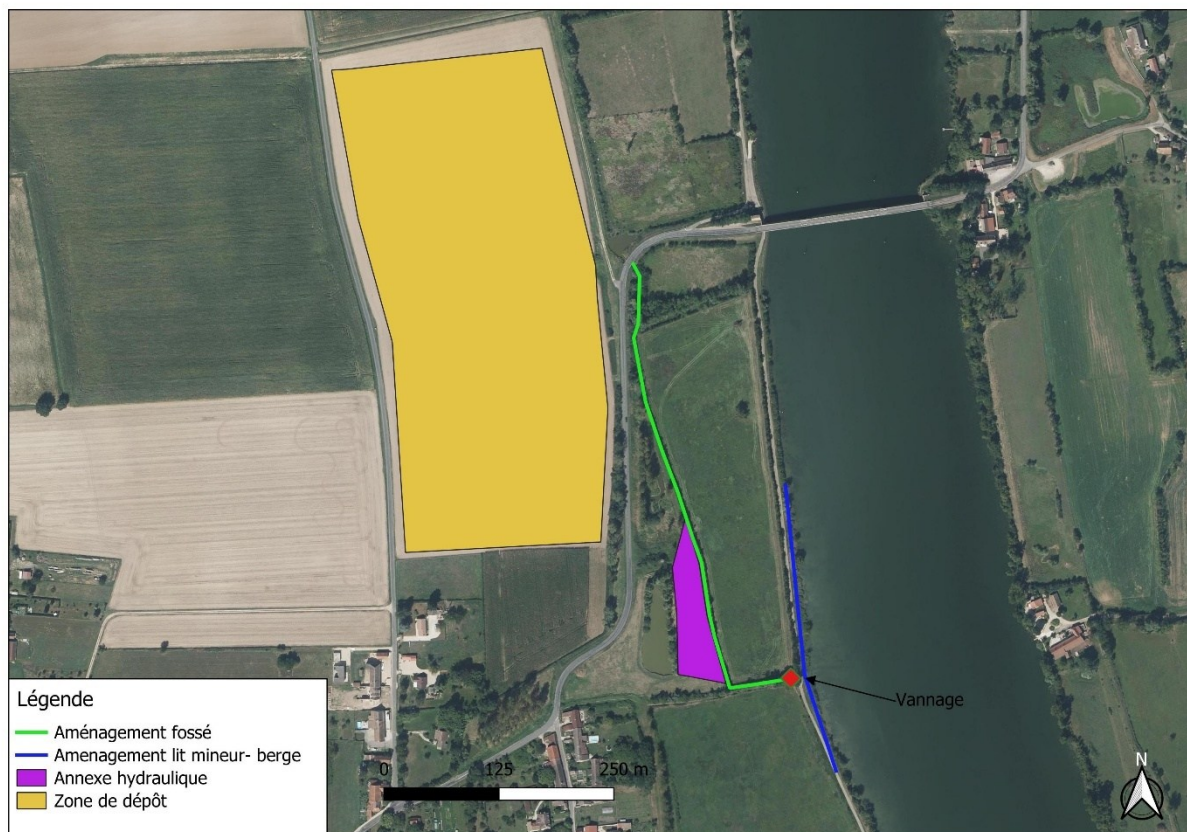 Vannage
Légende
Aménagement fossé
Amenagement lit mineur- berge
Annexe hydraulique
Zone de dépôt
0 125 250 m
N